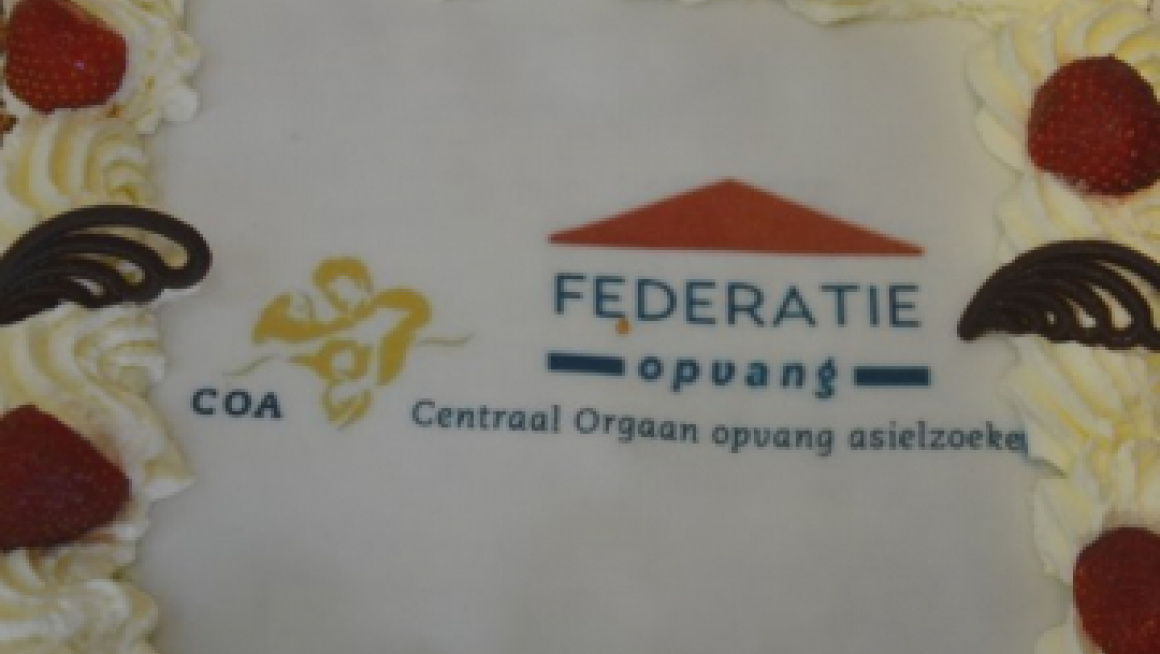 FEDERATIE
opvang
COA
Centraal Orgaan opvang asielzoeke